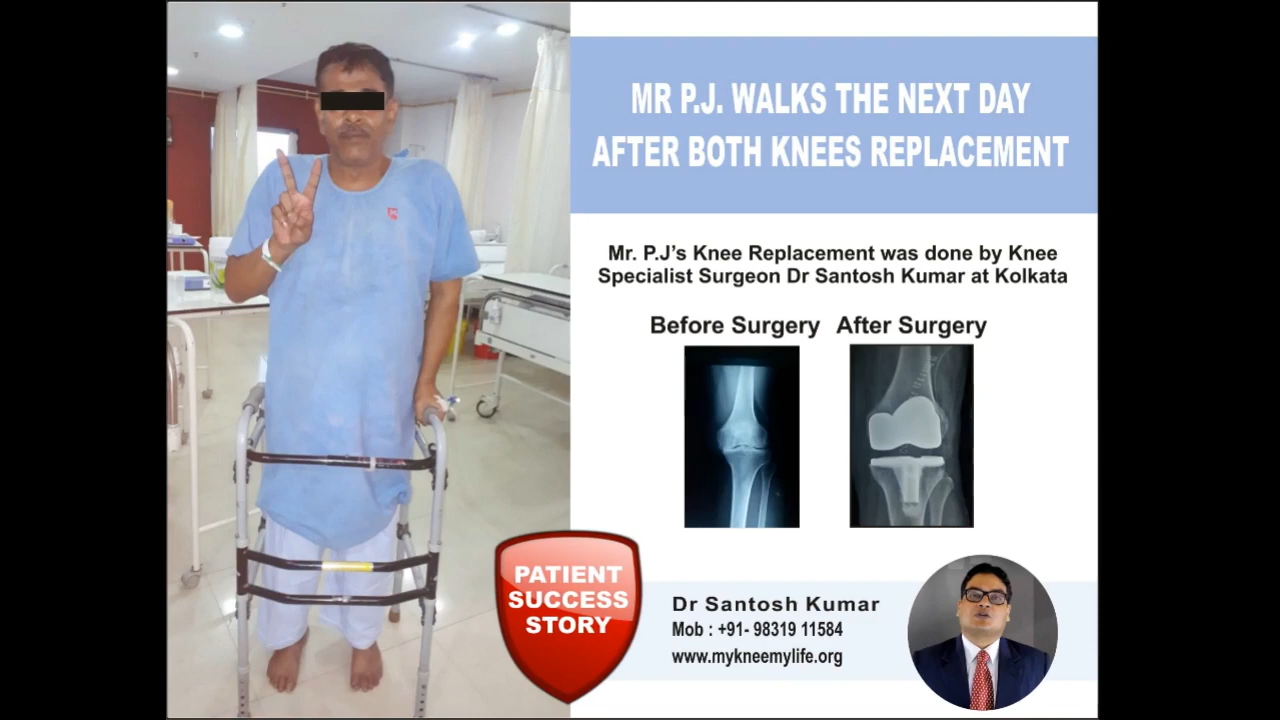 MR P.J. WALKS THE NEXT DAY
AFTER BOTH KNEES REPLACEMENT
Mr. P.J's Knee Replacement was done by Knee
Specialist Surgeon Dr Santosh Kumar at Kolkata
Before Surgery After Surgery
PATIENT
SUCCESS
STORY
Dr Santosh Kumar
Mob : +91- 98319 11584
www.mykneemylife.org